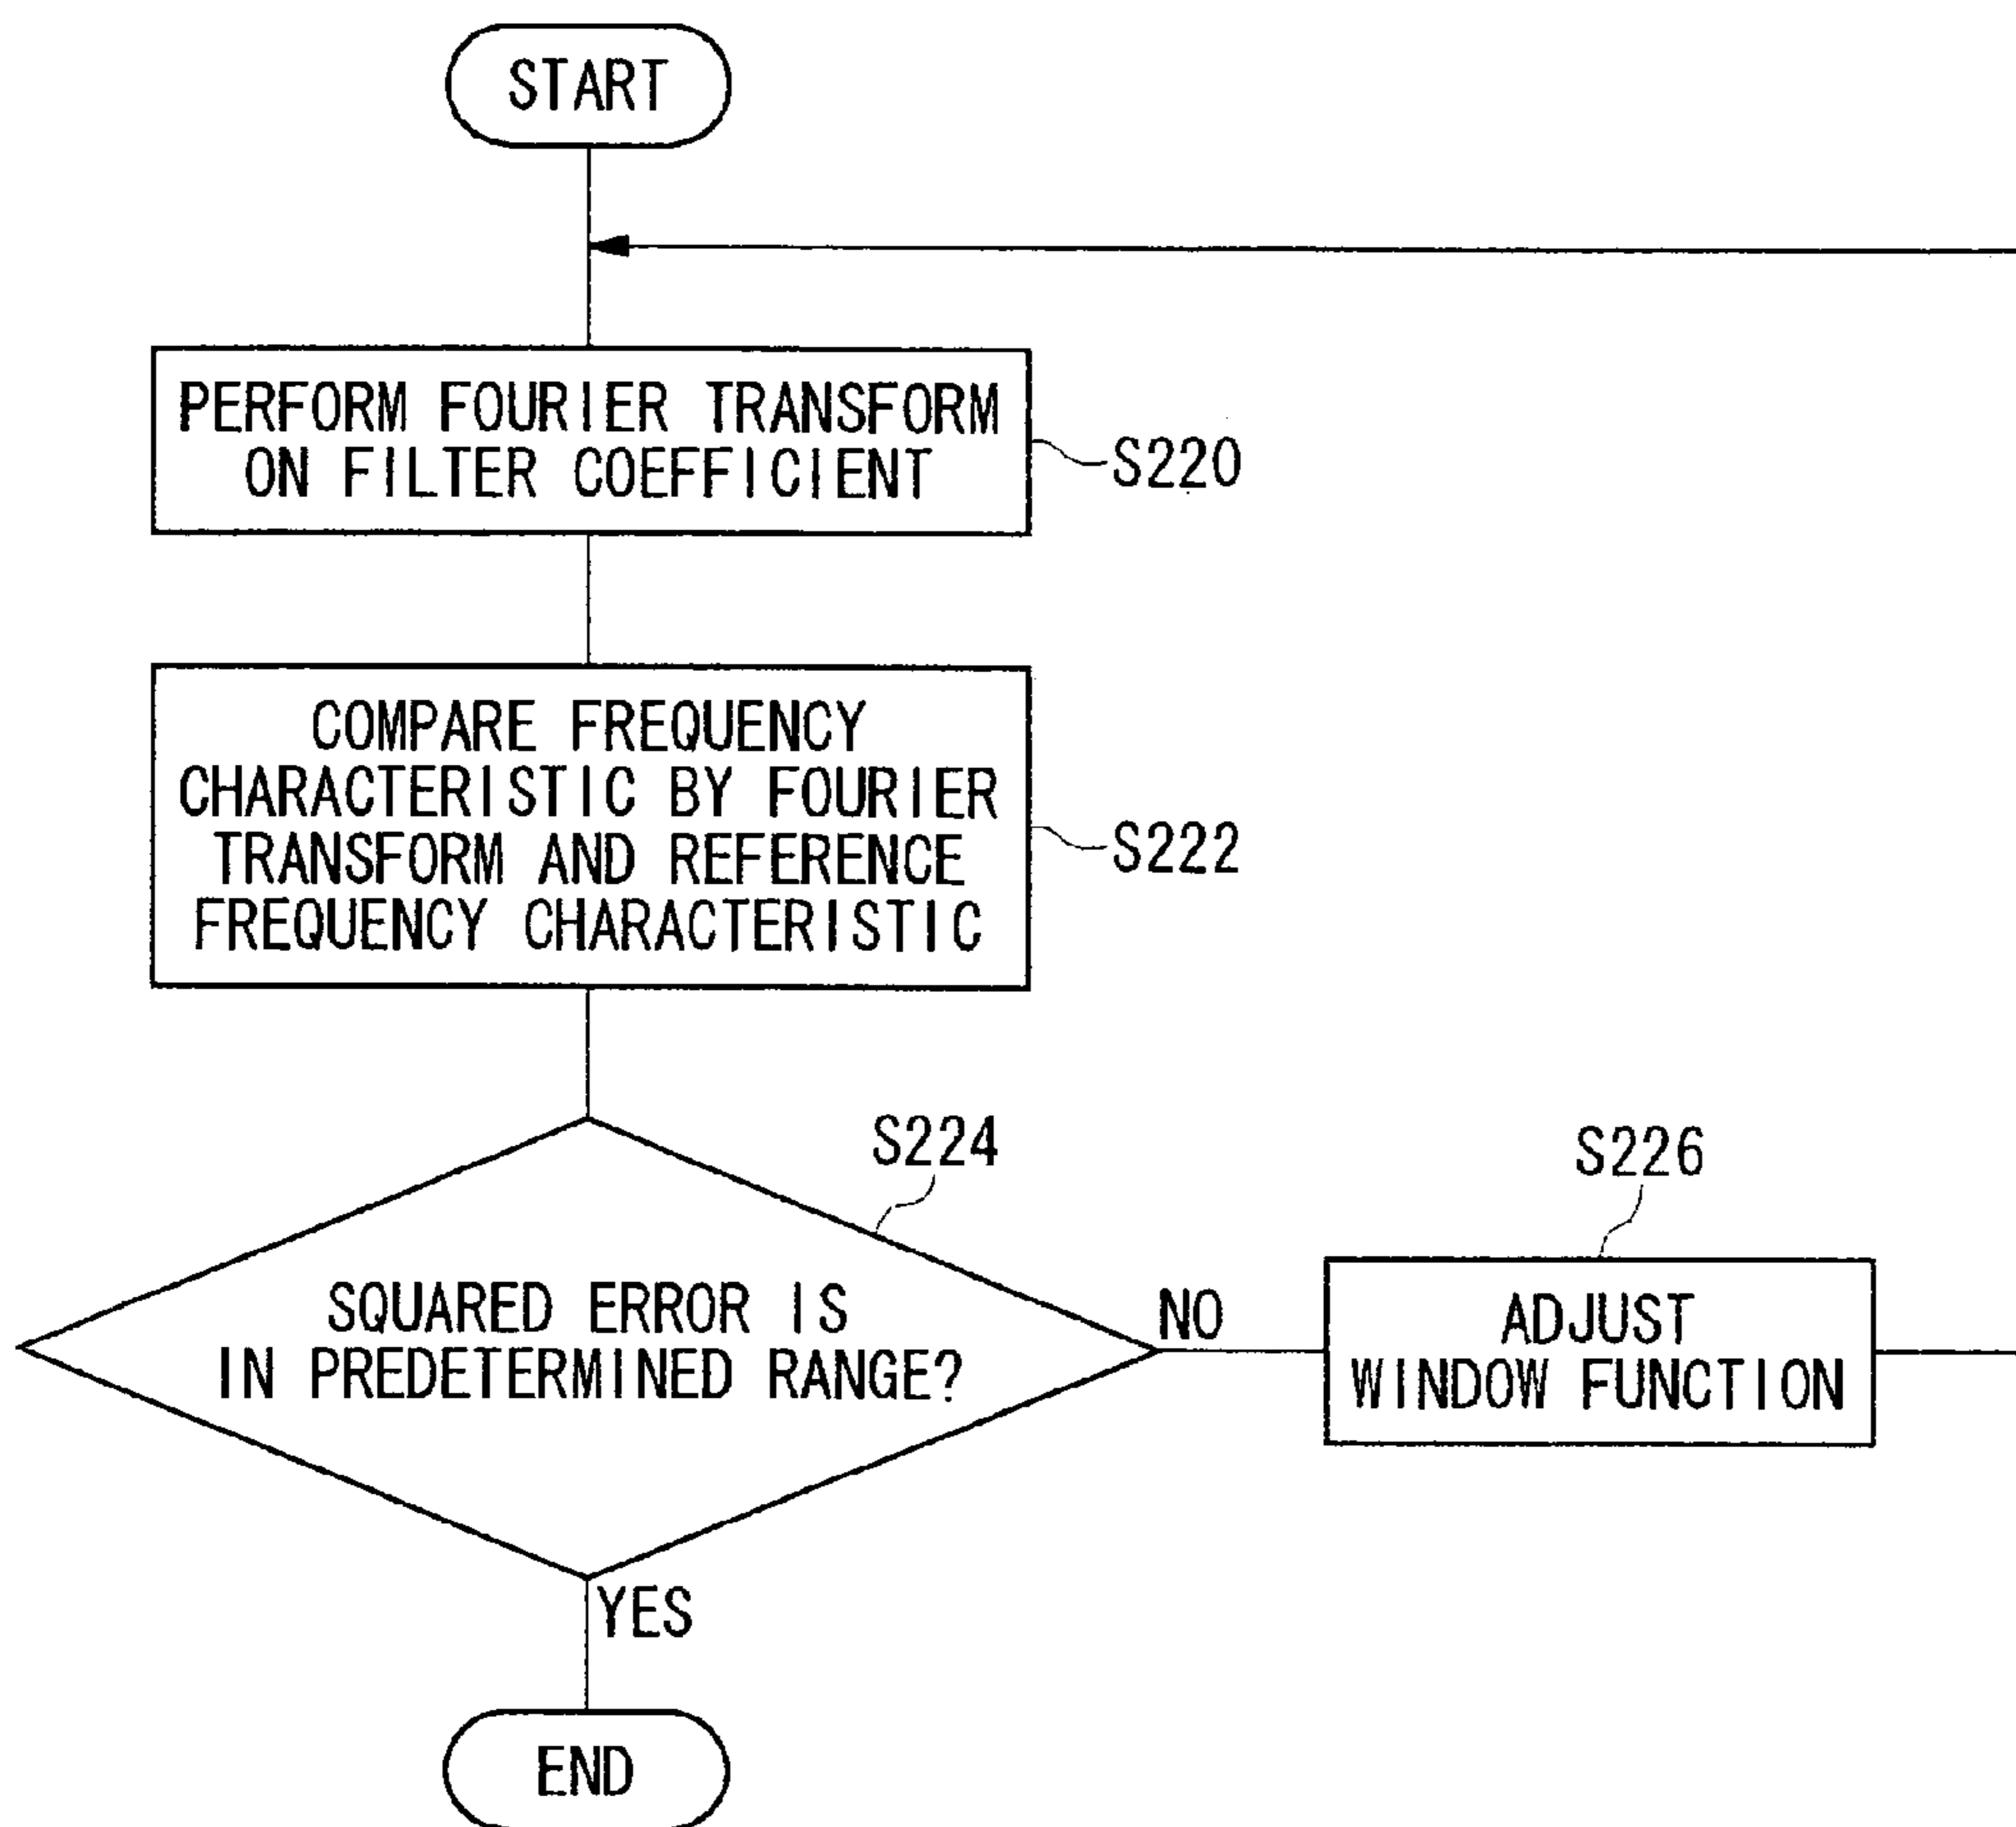 START
PERFORM FOURIER TRANSFORM
ON FILTER COEFFICIENT
S220
COMPARE FREQUENCY
CHARACTERISTIC BY FOURIER
TRANSFORM AND REFERENCE
FREQUENCY CHARACTERISTIC
S222
S224
SQUARED ERROR IS
IN PREDETERMINED RANGE?
NO
S226
ADJUST
WINDOW FUNCTION
YES
END